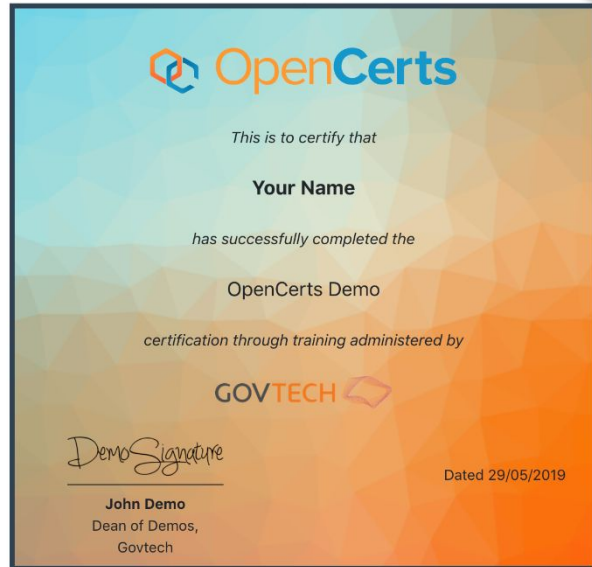 OpenCerts
This is to certify that
Your Name
has successfully completed the
OpenCerts Demo
certification through training administered by
GOVTECH
DemoSignature
Dated 29/05/2019
John Demo
Dean of Demos,
Govtech